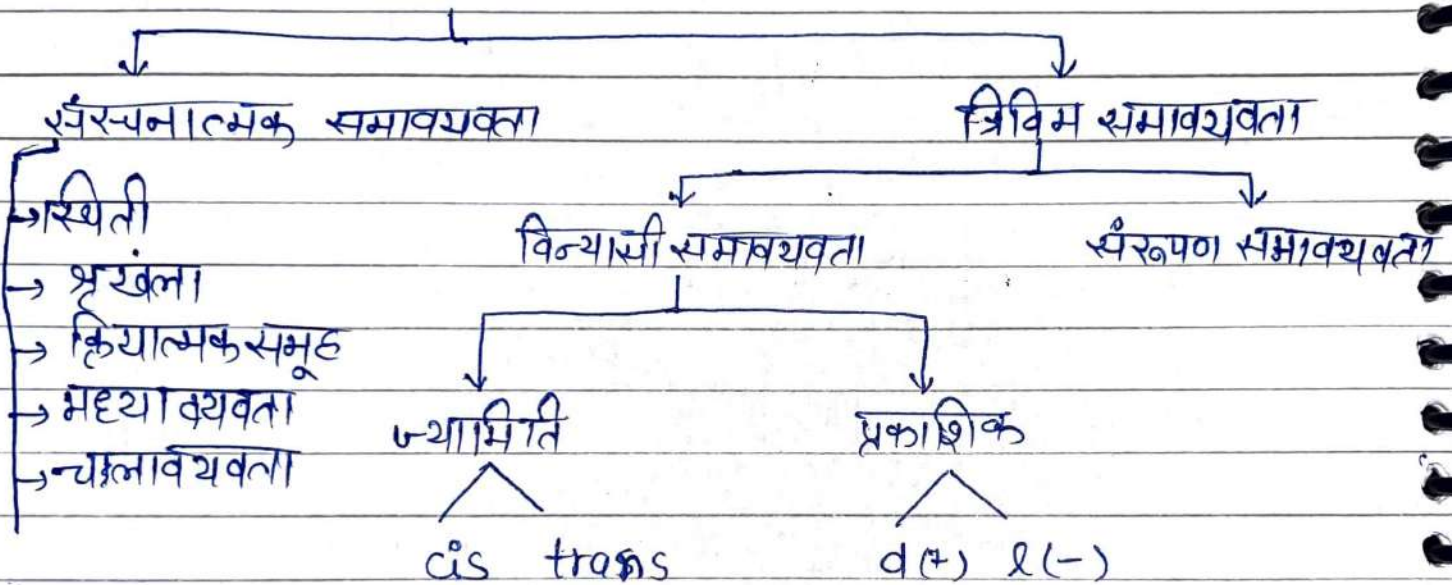 संरचनात्मक समावयवता त्रिविम समावयवता
→ स्थिती
विन्यासी समावयवता संरूपण समावयवता
→ श्रृखंला
→ क्रियात्मक समूह
→ मध्यावयवता
ज्यामिति प्रकाशिक
→ चलावयवता
cis trans d(+) l(-)